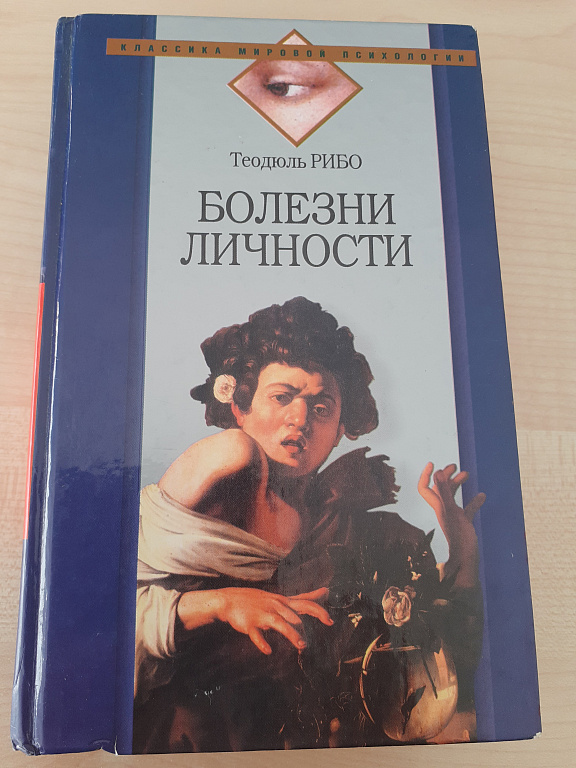 КЛАССИКА МИРОВОЙ ПСИХОЛОГИИ
Теодюль РИБО
БОЛЕЗНИ
ЛИЧНОСТИ